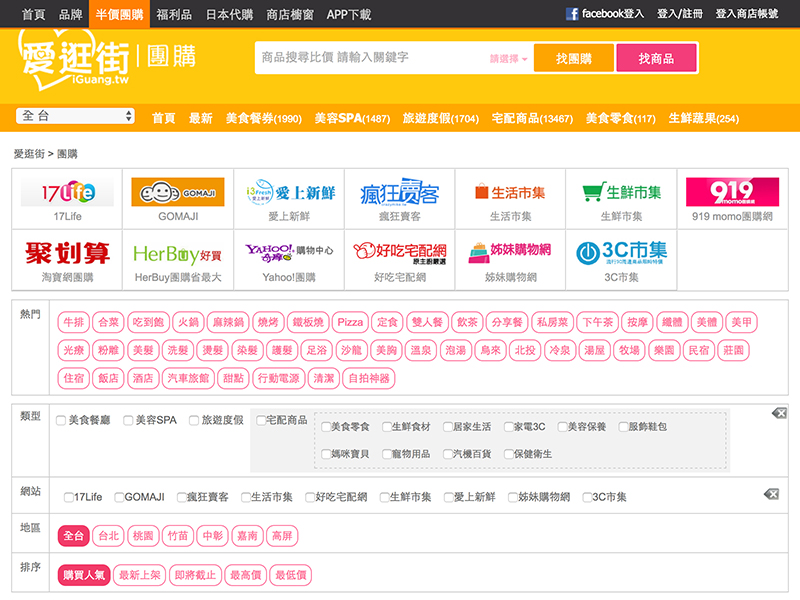 首頁 品牌 半價團購 福利品 日本代購 商店櫥窗 APP下載 facebook登入 登入/註冊 登入商店帳號
愛逛街 團購
iGuang.tw
商品搜尋比價 請輸入關鍵字 請選擇 找團購 找商品
全 台 首頁 最新 美食餐券(1990) 美容SPA(1487) 旅遊度假(1704) 宅配商品(13467) 美食零食(117) 生鮮蔬果(254)
愛逛街 > 團購
17Life GOMAJI i3Fresh 愛上新鮮 愛上新鮮 瘋狂賣客 生活市集 生鮮市集 919 momo團購網
17Life GOMAJI 愛上新鮮 瘋狂賣客 生活市集 生鮮市集 919 momo團購網
聚划算 HerBuy好買 YAHOO!奇摩 購物中心 好吃宅配網 原主廚嚴選 姊妹購物網 3C市集
淘寶網團購 HerBuy團購省最大 Yahoo!團購 好吃宅配網 姊妹購物網 3C市集
熱門 牛排 合菜 吃到飽 火鍋 麻辣鍋 燒烤 鐵板燒 Pizza 定食 雙人餐 飲茶 分享餐 私房菜 下午茶 按摩 纖體 美體 美甲
光療 粉雕 美髮 洗髮 燙髮 染髮 護髮 足浴 沙龍 美胸 溫泉 泡湯 烏來 北投 冷泉 湯屋 牧場 樂園 民宿 莊園
住宿 飯店 酒店 汽車旅館 甜點 行動電源 清潔 自拍神器
類型 美食餐廳 美容SPA 旅遊度假 宅配商品 美食零食 生鮮食材 居家生活 家電3C 美容保養 服飾鞋包
媽咪寶貝 寵物用品 汽機百貨 保健衛生
網站 17Life GOMAJI 瘋狂賣客 生活市集 好吃宅配網 生鮮市集 愛上新鮮 姊妹購物網 3C市集
地區 全台 台北 桃園 竹苗 中彰 嘉南 高屏
排序 購買人氣 最新上架 即將截止 最高價 最低價